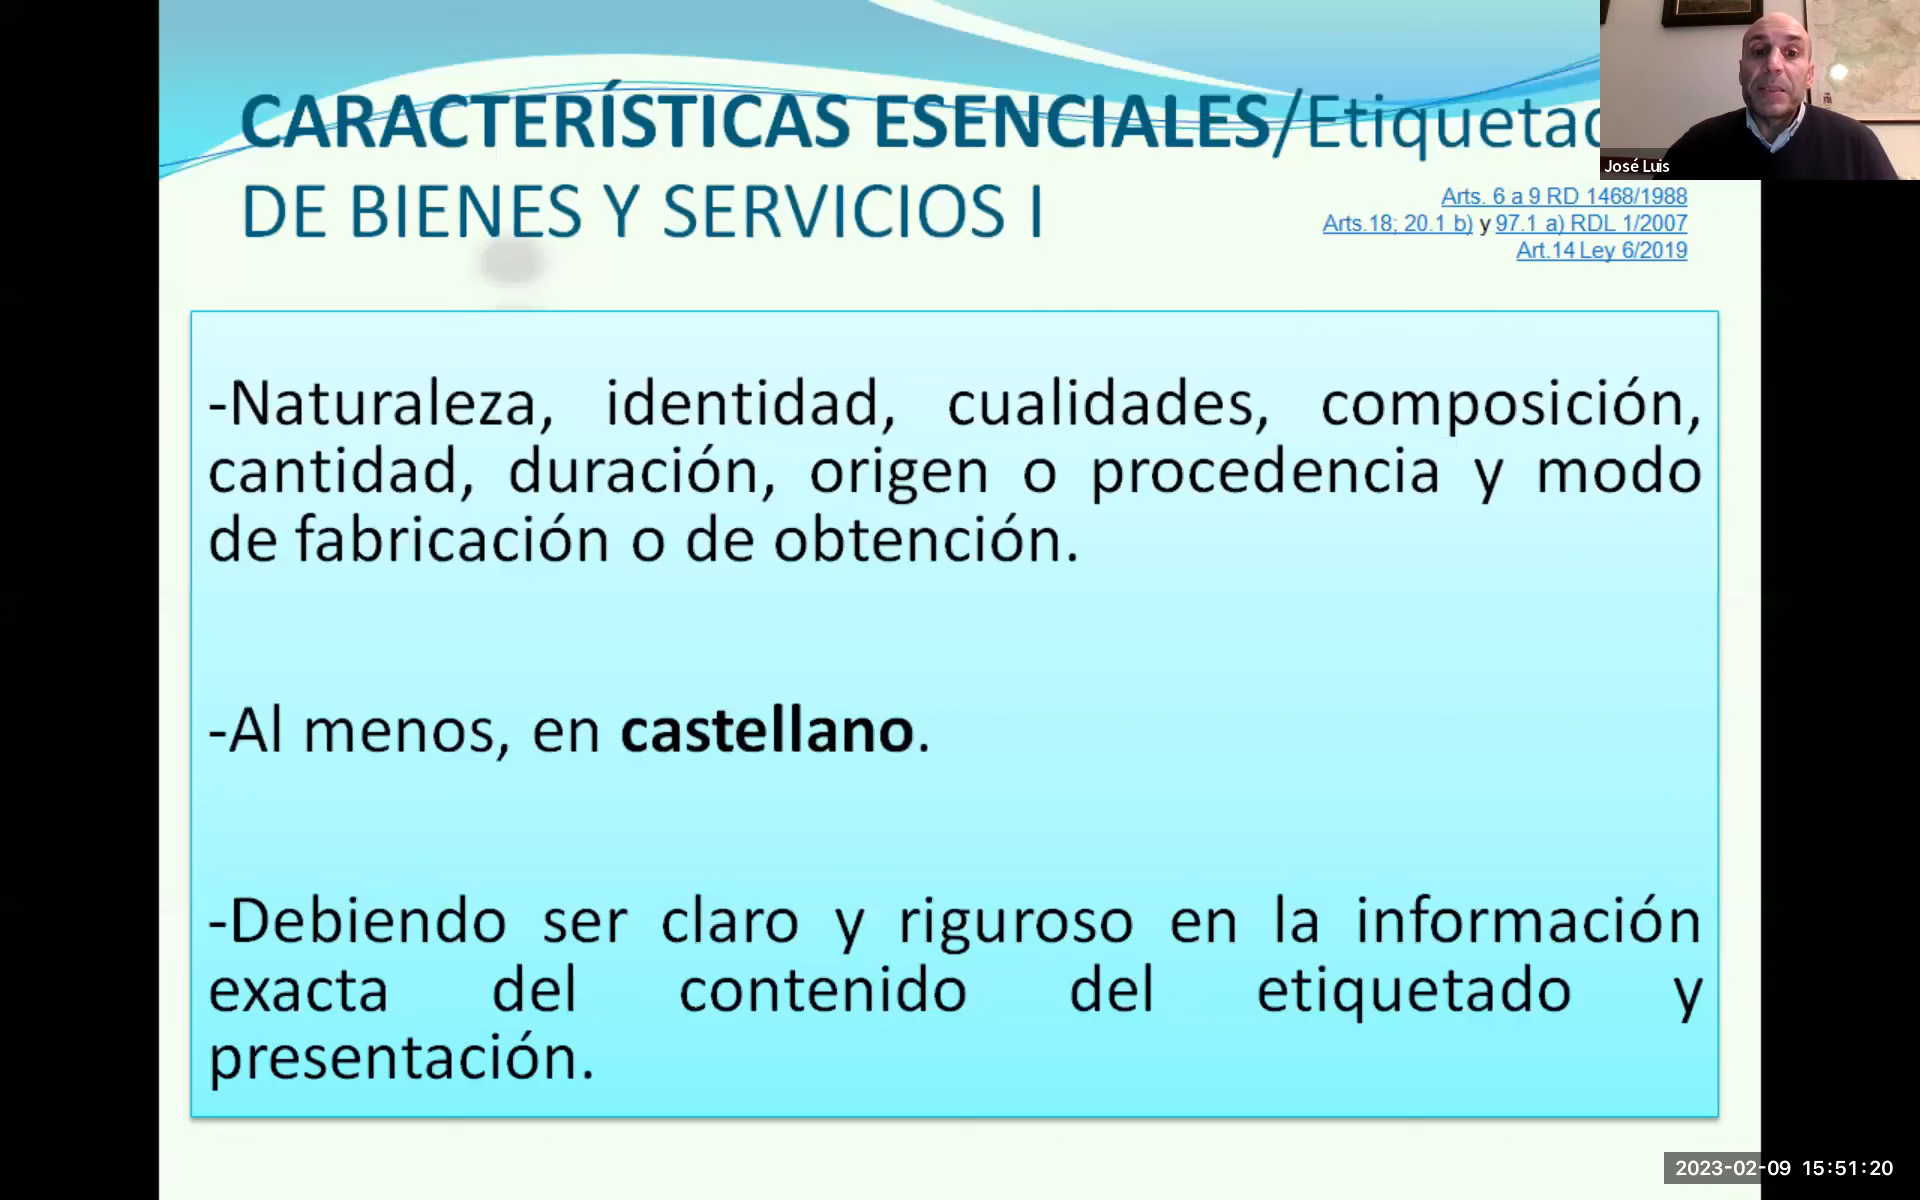 CARACTERÍSTICAS ESENCIALES/Etiquetad
DE BIENES Y SERVICIOS I
José Luis
Arts. 6 a 9 RD 1468/1988
Arts.18; 20.1 b) y 97.1 a) RDL 1/2007
Art.14 Ley 6/2019
-Naturaleza, identidad, cualidades, composición,
cantidad, duración, origen o procedencia y modo
de fabricación o de obtención.
-Al menos, en castellano.
-Debiendo ser claro y riguroso en la información
exacta del contenido del etiquetado y
presentación.
2023-02-09 15:51:20